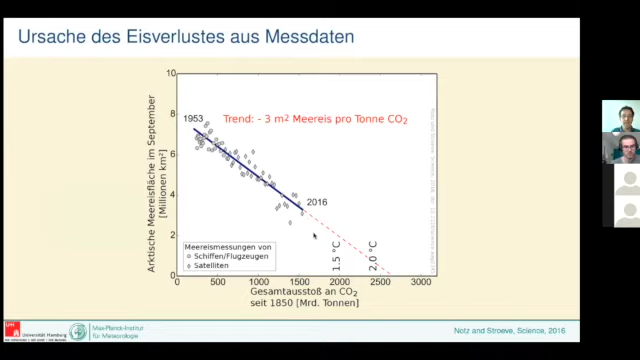 Ursache des Eisverlustes aus Messdaten
Arktische Meereisfläche im September
[Millionen km²]
10
8
6
4
2
0
1953
Trend: - 3 m² Meereis pro Tonne CO₂
2016
1.5 °C
2.0 °C
Meereismessungen von
Schiffen/Flugzeugen
Satelliten
0
500
1000
1500
2000
2500
3000
Gesamtausstoß an CO₂
seit 1850 [Mrd. Tonnen]
UH
Universität Hamburg
Max-Planck-Institut
für Meteorologie
Notz and Stroeve, Science, 2016